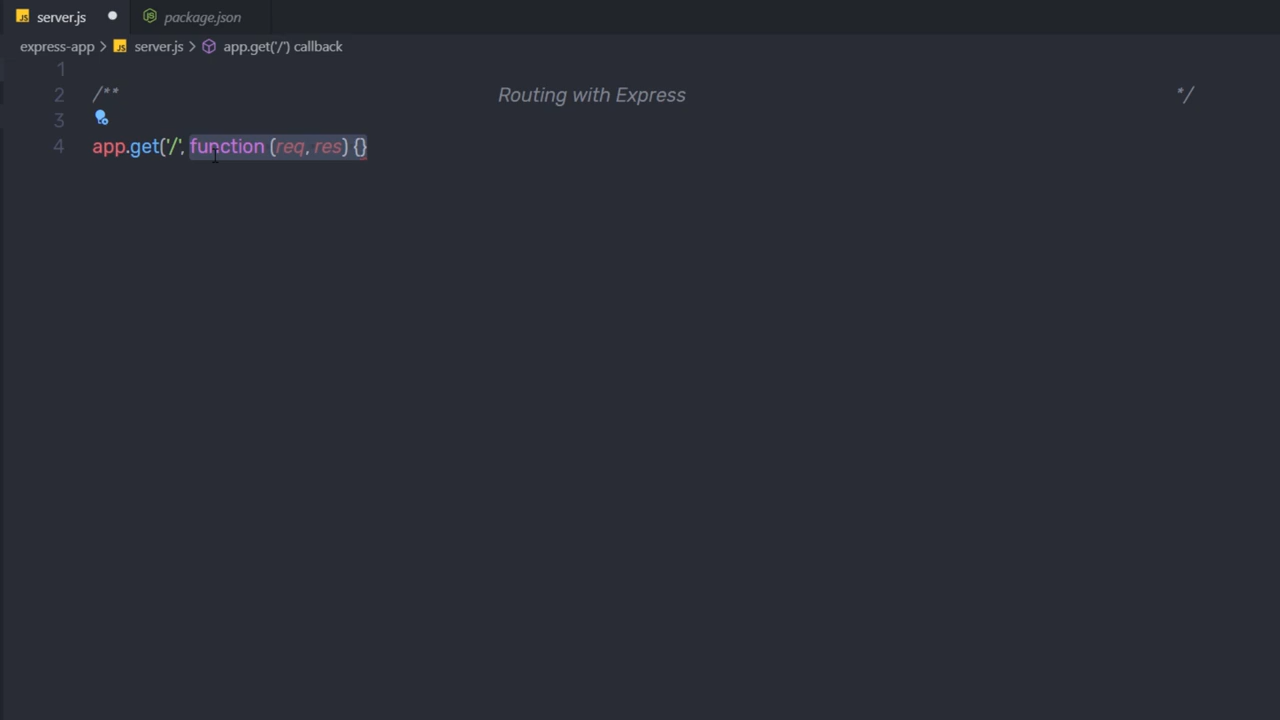 server.js package.json
express-app > server.js > app.get('/') callback
1
2 /** Routing with Express */
3
4 app.get('/', function (req, res) {}